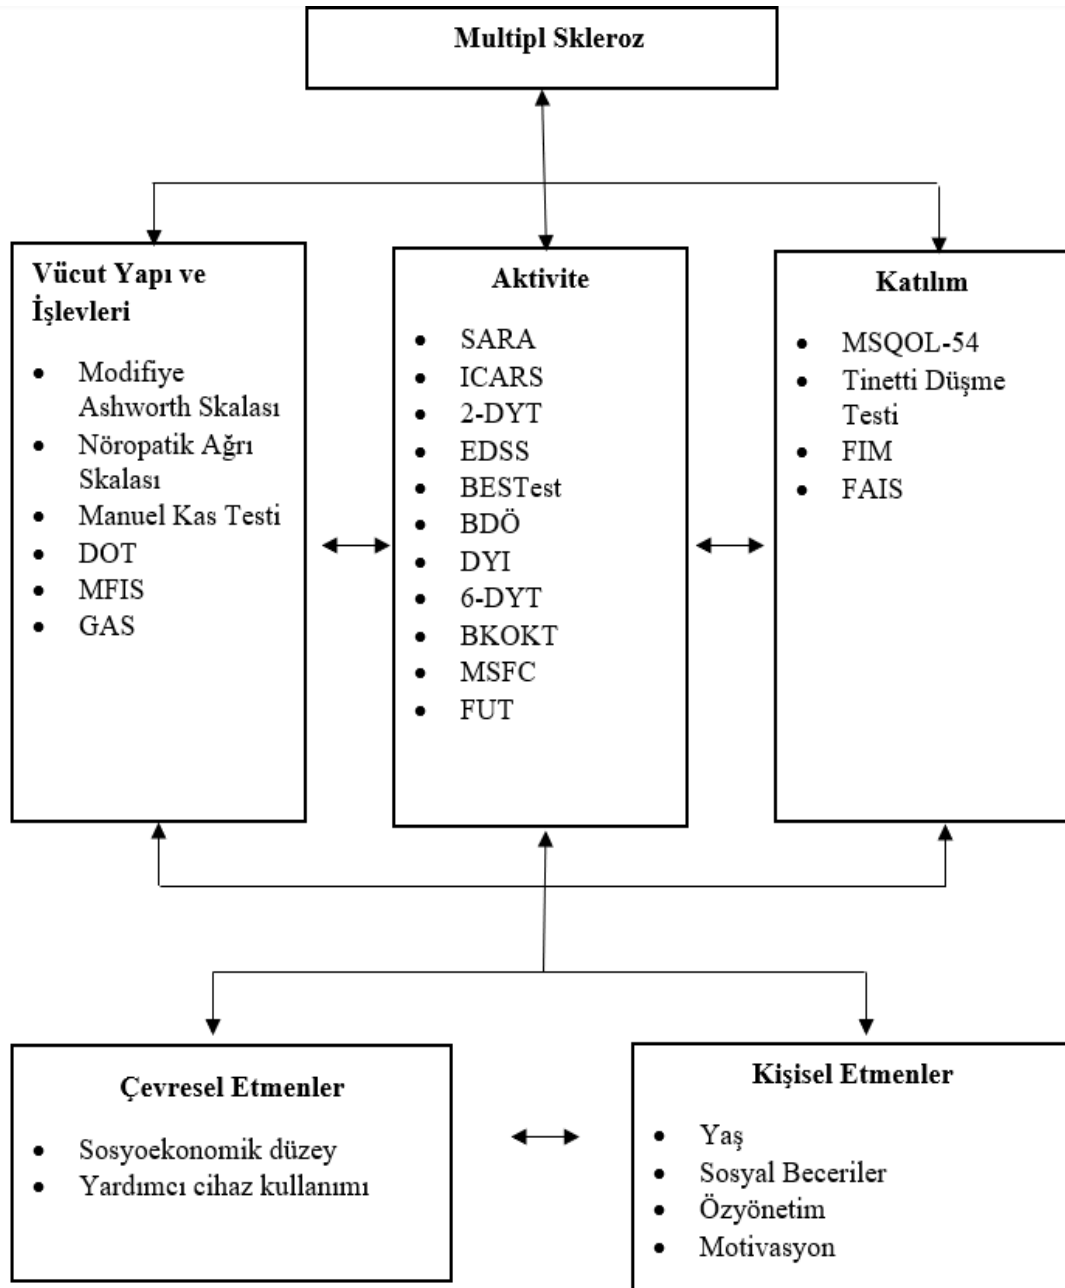 Multipl Skleroz
Vücut Yapı ve
İşlevleri
• Modifiye
Ashworth Skalası
• Nöropatik Ağrı
Skalası
• Manuel Kas Testi
• DOT
• MFIS
• GAS
Aktivite
• SARA
• ICARS
• 2-DYT
• EDSS
• BESTest
• BDÖ
• DYI
• 6-DYT
• BKOKT
• MSFC
• FUT
Katılım
• MSQOL-54
• Tinetti Düşme
Testi
• FIM
• FAIS
Çevresel Etmenler
• Sosyoekonomik düzey
• Yardımcı cihaz kullanımı
Kişisel Etmenler
• Yaş
• Sosyal Beceriler
• Özyönetim
• Motivasyon